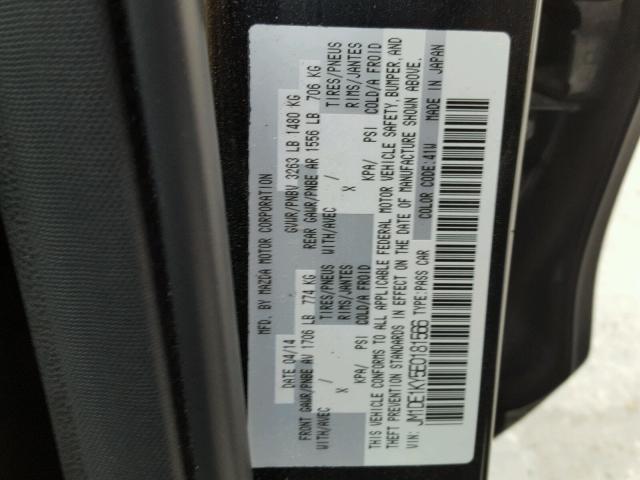 MFD. BY MAZDA MOTOR CORPORATION
DATE 04/14 GVWR/PNBV 3263 LB 1480 KG
FRONT GAWR/PNBE AV 1706 LB 774 KG REAR GAWR/PNBE AR 1556 LB 706 KG
WITH/AVEC / TIRES/PNEUS WITH/AVEC / TIRES/PNEUS
X RIMS/JANTES X RIMS/JANTES
KPA/ PSI COLD/A FROID KPA/ PSI COLD/A FROID
THIS VEHICLE CONFORMS TO ALL APPLICABLE FEDERAL MOTOR VEHICLE SAFETY, BUMPER, AND
THEFT PREVENTION STANDARDS IN EFFECT ON THE DATE OF MANUFACTURE SHOWN ABOVE.
VIN: JM1DE1KY5E0181566 TYPE:PASS CAR COLOR CODE:41W MADE IN JAPAN